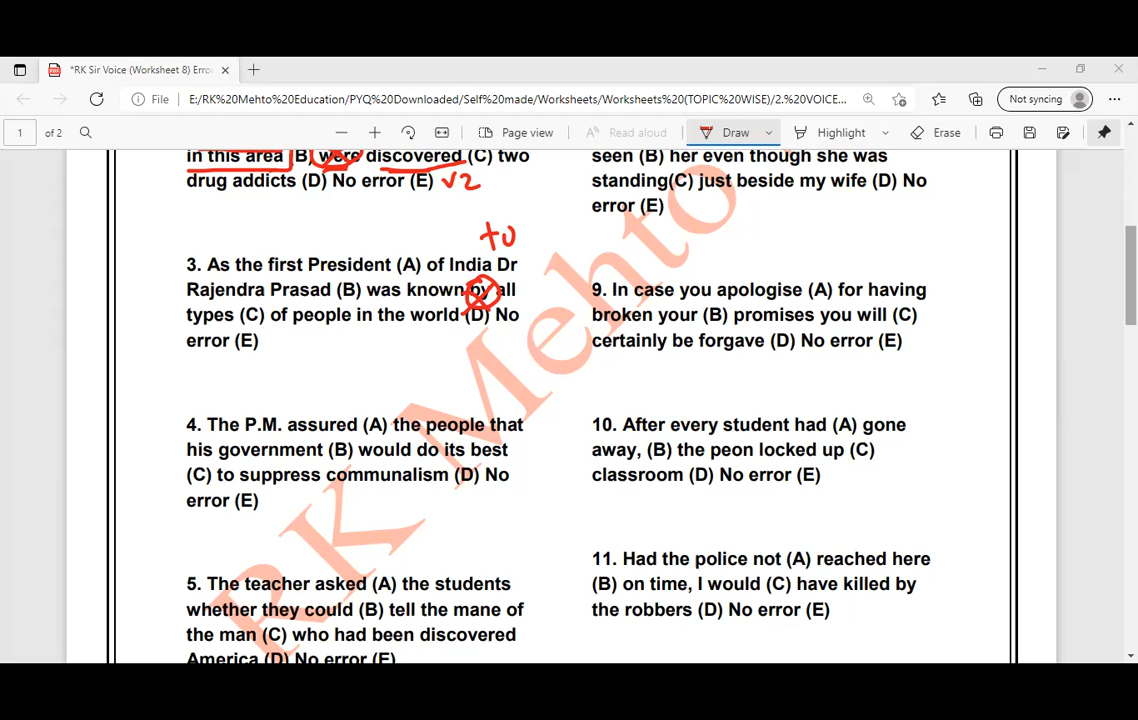 *RK Sir Voice (Worksheet 8) Erro
File
E:/RK%20Mehto%20Education/PYQ%20Downloaded/Self%20made/Worksheets/Worksheets%20(TOPIC%20WISE)/2.%20VOICE...
Not syncing
1
of 2
Page view
Read aloud
Draw
Highlight
Erase
in this area (B) were discovered (C) two
drug addicts (D) No error (E)
v2
to
3. As the first President (A) of India Dr
Rajendra Prasad (B) was known by all
types (C) of people in the world (D) No
error (E)
4. The P.M. assured (A) the people that
his government (B) would do its best
(C) to suppress communalism (D) No
error (E)
5. The teacher asked (A) the students
whether they could (B) tell the mane of
the man (C) who had been discovered
America (D) No error (E)
seen (B) her even though she was
standing(C) just beside my wife (D) No
error (E)
9. In case you apologise (A) for having
broken your (B) promises you will (C)
certainly be forgave (D) No error (E)
10. After every student had (A) gone
away, (B) the peon locked up (C)
classroom (D) No error (E)
11. Had the police not (A) reached here
(B) on time, I would (C) have killed by
the robbers (D) No error (E)
RK Mehto